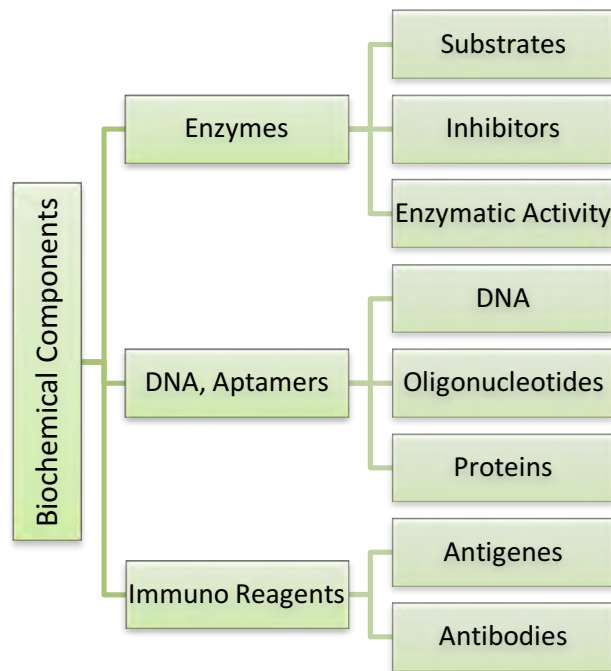 Biochemical Components
Enzymes
Substrates
Inhibitors
Enzymatic Activity
DNA, Aptamers
DNA
Oligonucleotides
Proteins
Immuno Reagents
Antigenes
Antibodies